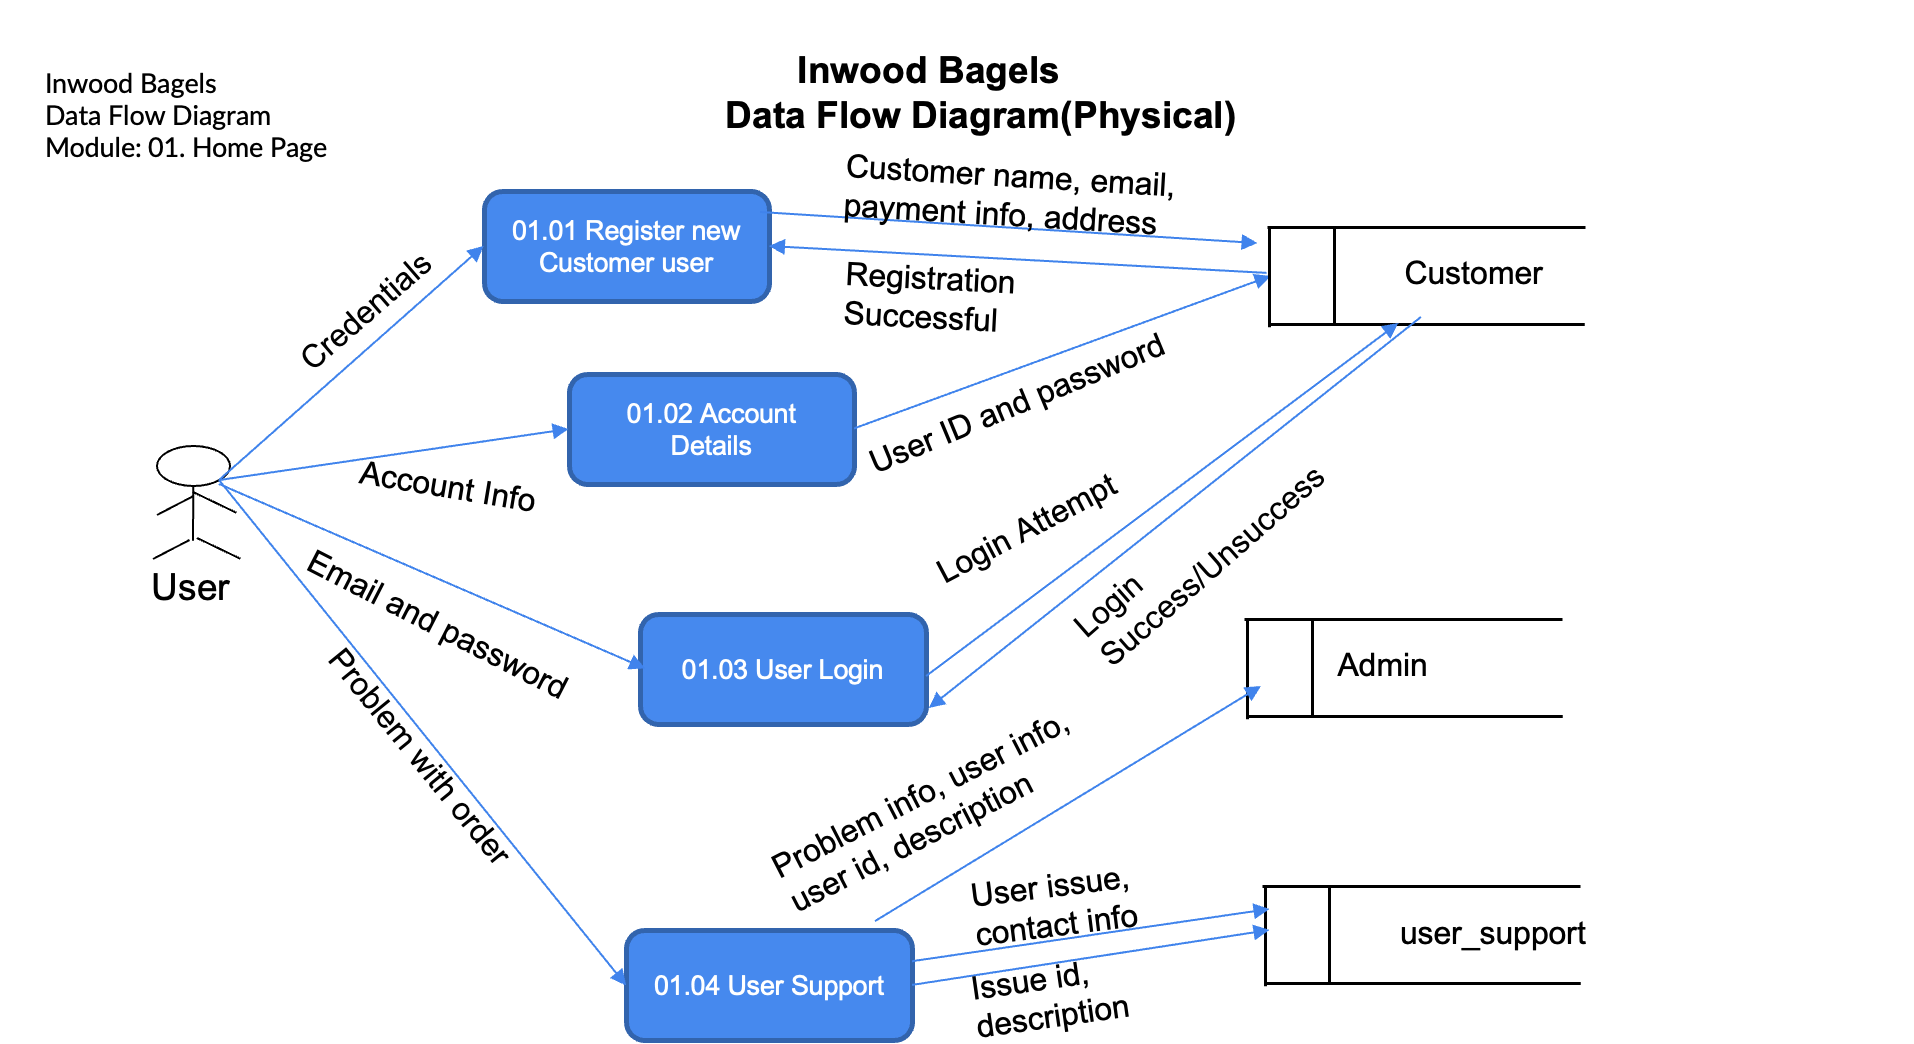 Inwood Bagels
Data Flow Diagram
Module: 01. Home Page
Inwood Bagels
Data Flow Diagram(Physical)
Customer name, email,
payment info, address
01.01 Register new
Customer user
Registration
Successful
Customer
Credentials
01.02 Account
Details
User ID and password
Account Info
User
Email and password
Login Attempt
Login
Success/Unsuccess
01.03 User Login
Admin
Problem with order
Problem info, user info,
user id, description
User issue,
contact info
user_support
01.04 User Support
Issue id,
description